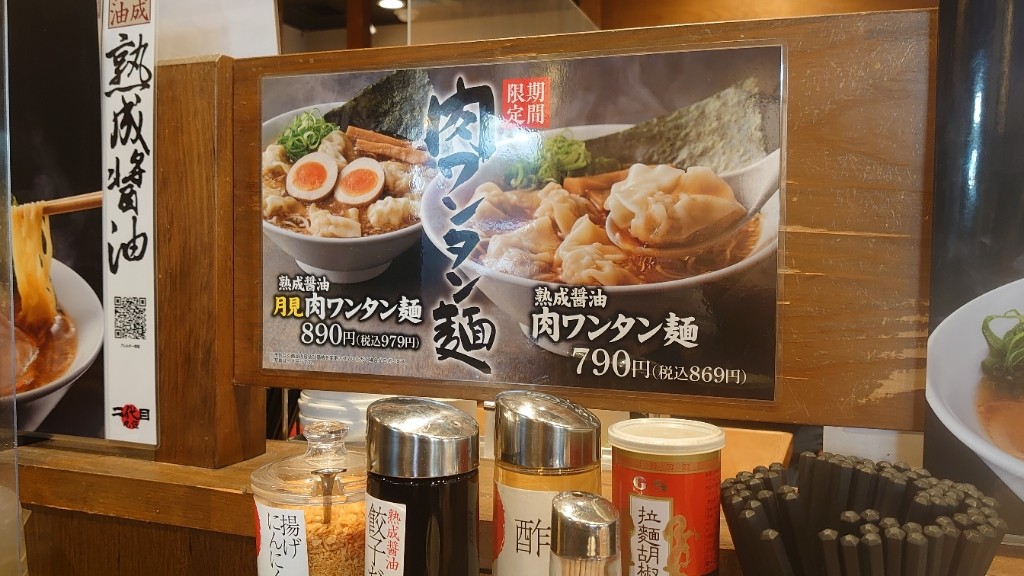 成
油
熟成醤油
二代目
期間
限定
肉ワンタン麺
熟成醤油
月見肉ワンタン麺
890円(税込979円)
熟成醤油
肉ワンタン麺
790円(税込869円)
揚げ
にんにく
熟成醤油
餃子だ
酢
G S
拉麺胡椒